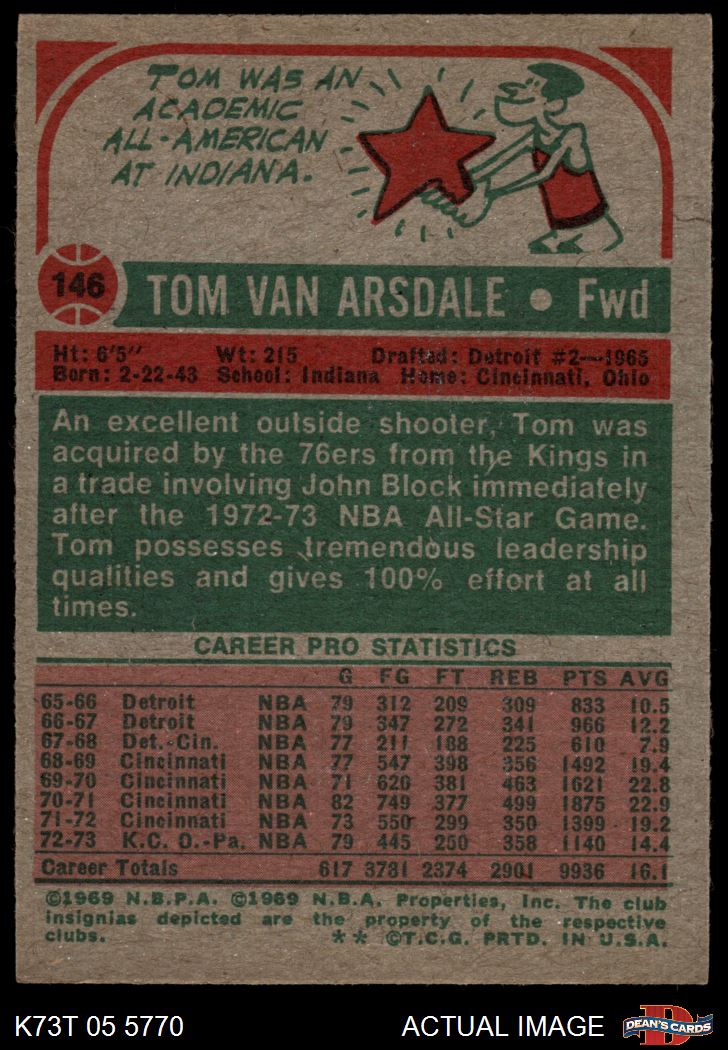 TOM WAS AN
ACADEMIC
ALL-AMERICAN
AT INDIANA.
146
TOM VAN ARSDALE • Fwd
Ht: 6'5" Wt: 215 Drafted: Detroit #2—1965
Born: 2-22-43 School: Indiana Home: Cincinnati, Ohio
An excellent outside shooter, Tom was
acquired by the 76ers from the Kings in
a trade involving John Block immediately
after the 1972-73 NBA All-Star Game.
Tom possesses tremendous leadership
qualities and gives 100% effort at all
times.
CAREER PRO STATISTICS
G FG FT REB PTS AVG
65-66 Detroit NBA 79 312 209 309 833 10.5
66-67 Detroit NBA 79 347 272 341 966 12.2
67-68 Det.-Cin. NBA 77 211 188 225 610 7.9
68-69 Cincinnati NBA 77 547 398 356 1492 19.4
69-70 Cincinnati NBA 71 620 381 463 1621 22.8
70-71 Cincinnati NBA 82 749 377 499 1875 22.9
71-72 Cincinnati NBA 73 550 299 350 1399 19.2
72-73 K.C. O.-Pa. NBA 79 445 250 358 1140 14.4
Career Totals 617 3781 2374 2901 9936 16.1
©1969 N.B.P.A. ©1969 N.B.A. Properties, Inc. The club
insignias depicted are the property of the respective
clubs. ** ©T.C.G. PRTD. IN U.S.A.
K73T 05 5770 ACTUAL IMAGE D DEAN'S CARDS